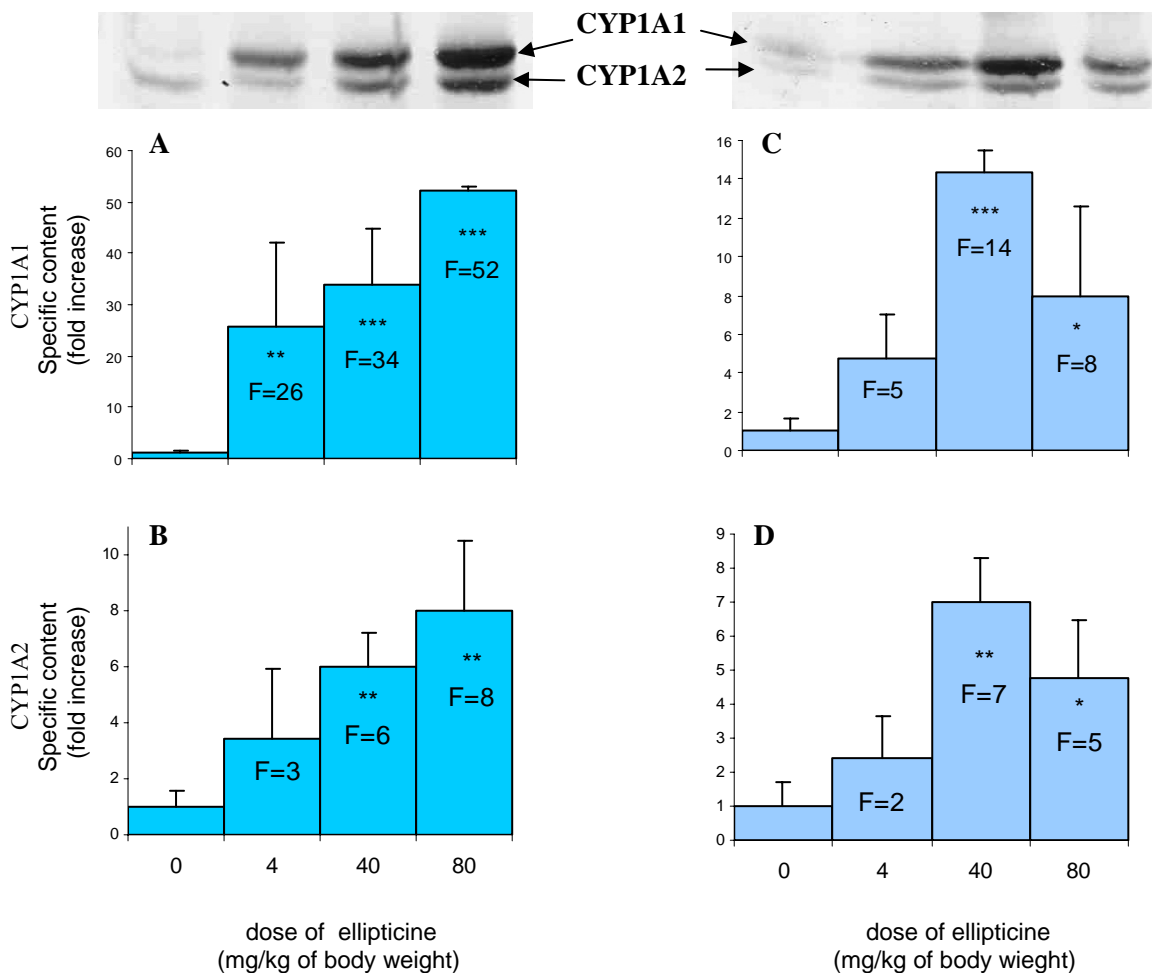 CYP1A1
CYP1A2
A
60
50
40
30
20
10
0
CYP1A1
Specific content
(fold increase)
**
F=26
***
F=34
***
F=52
C
16
14
12
10
8
6
4
2
0
F=5
***
F=14
*
F=8
B
10
8
6
4
2
0
CYP1A2
Specific content
(fold increase)
F=3
**
F=6
**
F=8
0 4 40 80
dose of ellipticine
(mg/kg of body weight)
D
9
8
7
6
5
4
3
2
1
0
F=2
**
F=7
*
F=5
0 4 40 80
dose of ellipticine
(mg/kg of body wieght)